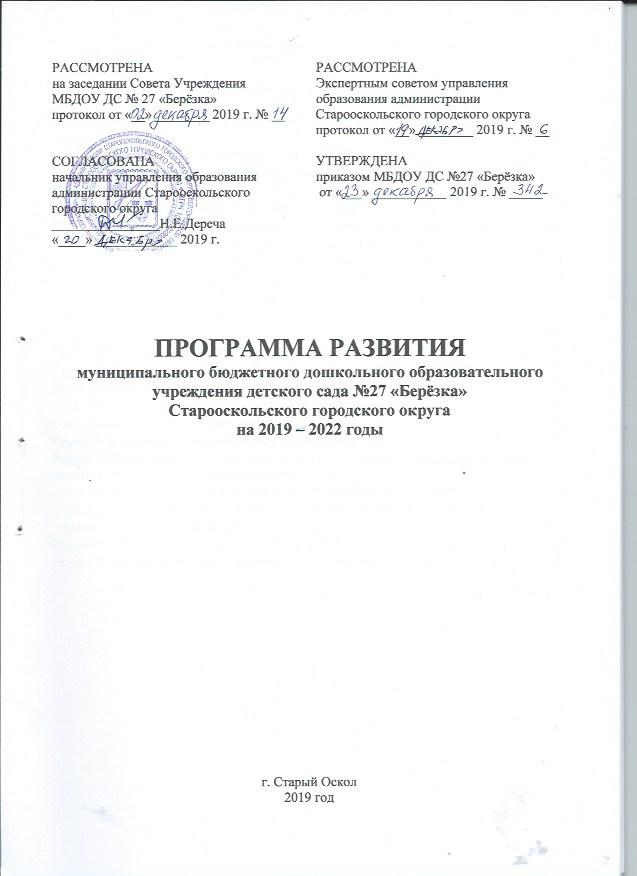 РАССМОТРЕНА
на заседании Совета Учреждения
МБДОУ ДС № 27 «Берёзка»
протокол от «02» декабря 2019 г. № 14
РАССМОТРЕНА
Экспертным советом управления
образования администрации
Старооскольского городского округа
протокол от «19» декабря 2019 г. № 6
СОГЛАСОВАНА
начальник управления образования
администрации Старооскольского
городского округа
Н.Е.Дереча
«20» декабря 2019 г.
УТВЕРЖДЕНА
приказом МБДОУ ДС №27 «Берёзка»
от «23» декабря 2019 г. № 342
ПРОГРАММА РАЗВИТИЯ
муниципального бюджетного дошкольного образовательного
учреждения детского сада №27 «Берёзка»
Старооскольского городского округа
на 2019 – 2022 годы
г. Старый Оскол
2019 год